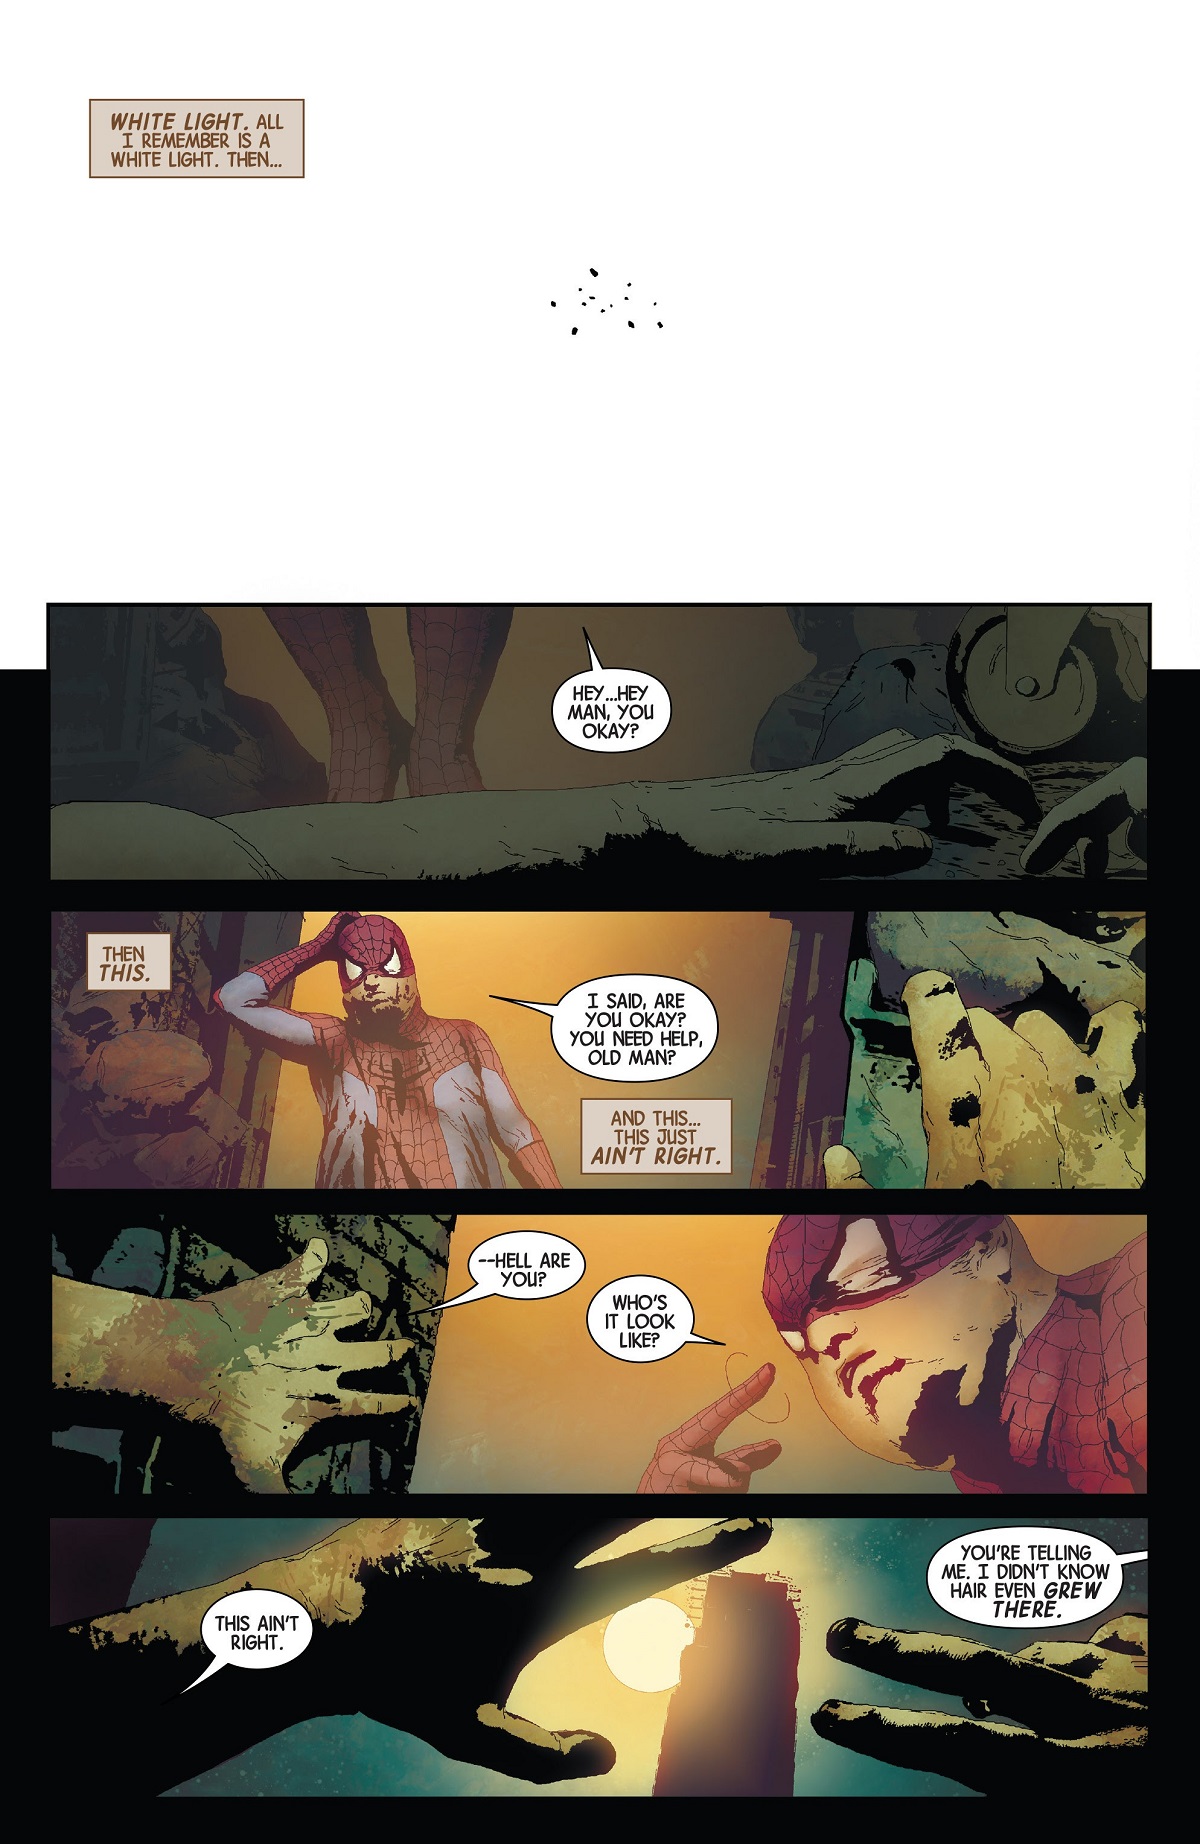 WHITE LIGHT. ALL
I REMEMBER IS A
WHITE LIGHT. THEN...
HEY...HEY
MAN, YOU
OKAY?
THEN
THIS.
I SAID, ARE
YOU OKAY?
YOU NEED HELP,
OLD MAN?
AND THIS...
THIS JUST
AIN'T RIGHT.
--HELL ARE
YOU?
WHO'S
IT LOOK
LIKE?
THIS AIN'T
RIGHT.
YOU'RE TELLING
ME. I DIDN'T KNOW
HAIR EVEN GREW
THERE.